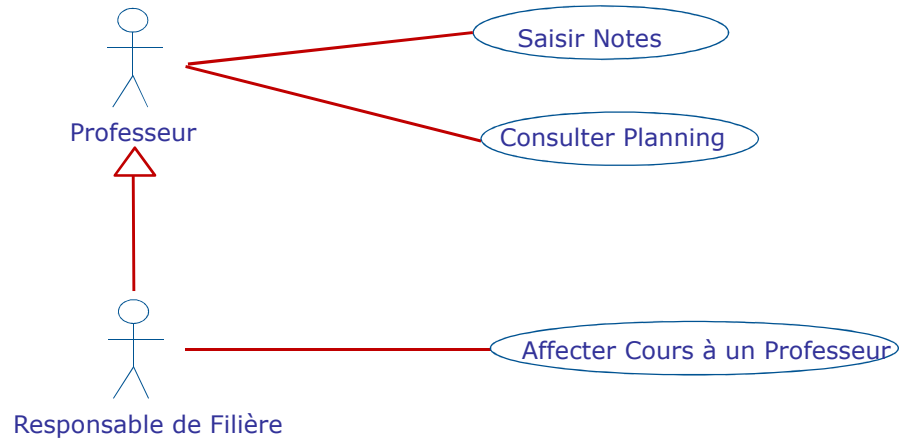 Saisir Notes
Professeur
Consulter Planning
Affecter Cours à un Professeur
Responsable de Filière